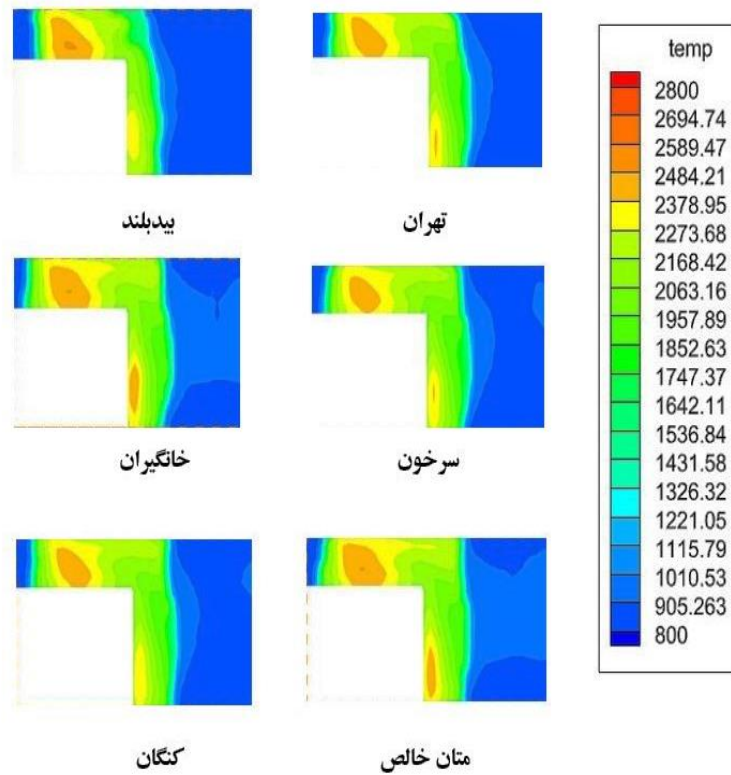 temp
2800
2694.74
2589.47
2484.21
2378.95
2273.68
2168.42
2063.16
1957.89
1852.63
1747.37
1642.11
1536.84
1431.58
1326.32
1221.05
1115.79
1010.53
905.263
800
تهران
بیدبلند
سرخون
خانگیران
متان خالص
کنگان